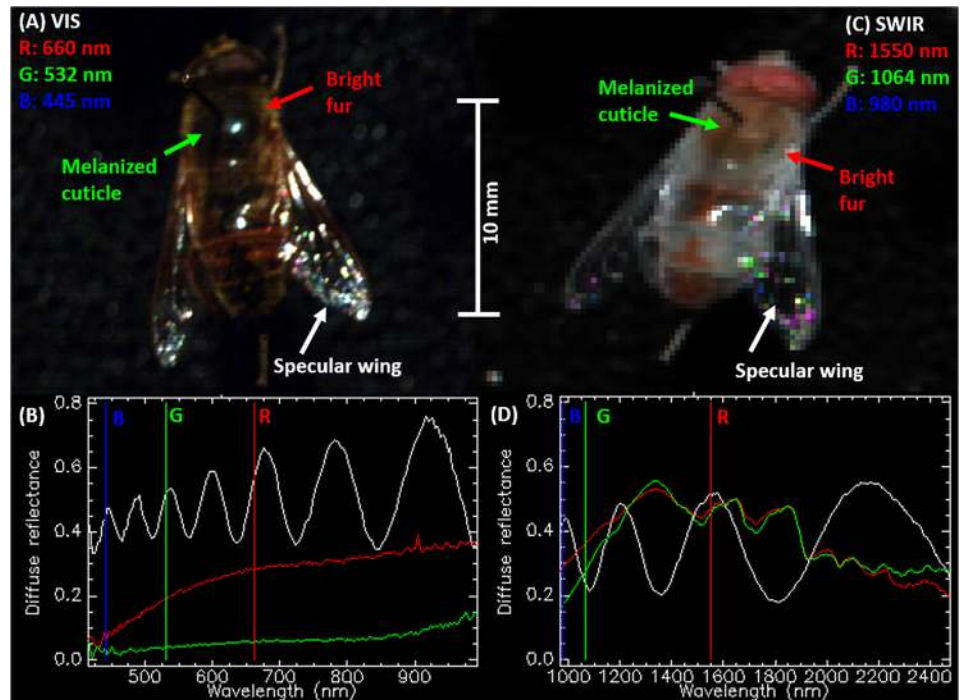 (A) VIS
R: 660 nm
G: 532 nm
B: 445 nm
Bright
fur
Melanized
cuticle
Specular wing
10 mm
(C) SWIR
R: 1550 nm
G: 1064 nm
B: 980 nm
Melanized
cuticle
Bright
fur
Specular wing
(B)
B G R
0.8
0.6
0.4
0.2
0.0
Diffuse reflectance
500 600 700 800 900
Wavelength (nm)
(D)
B G R
0.8
0.6
0.4
0.2
0.0
Diffuse reflectance
1000 1200 1400 1600 1800 2000 2200 2400
Wavelength (nm)